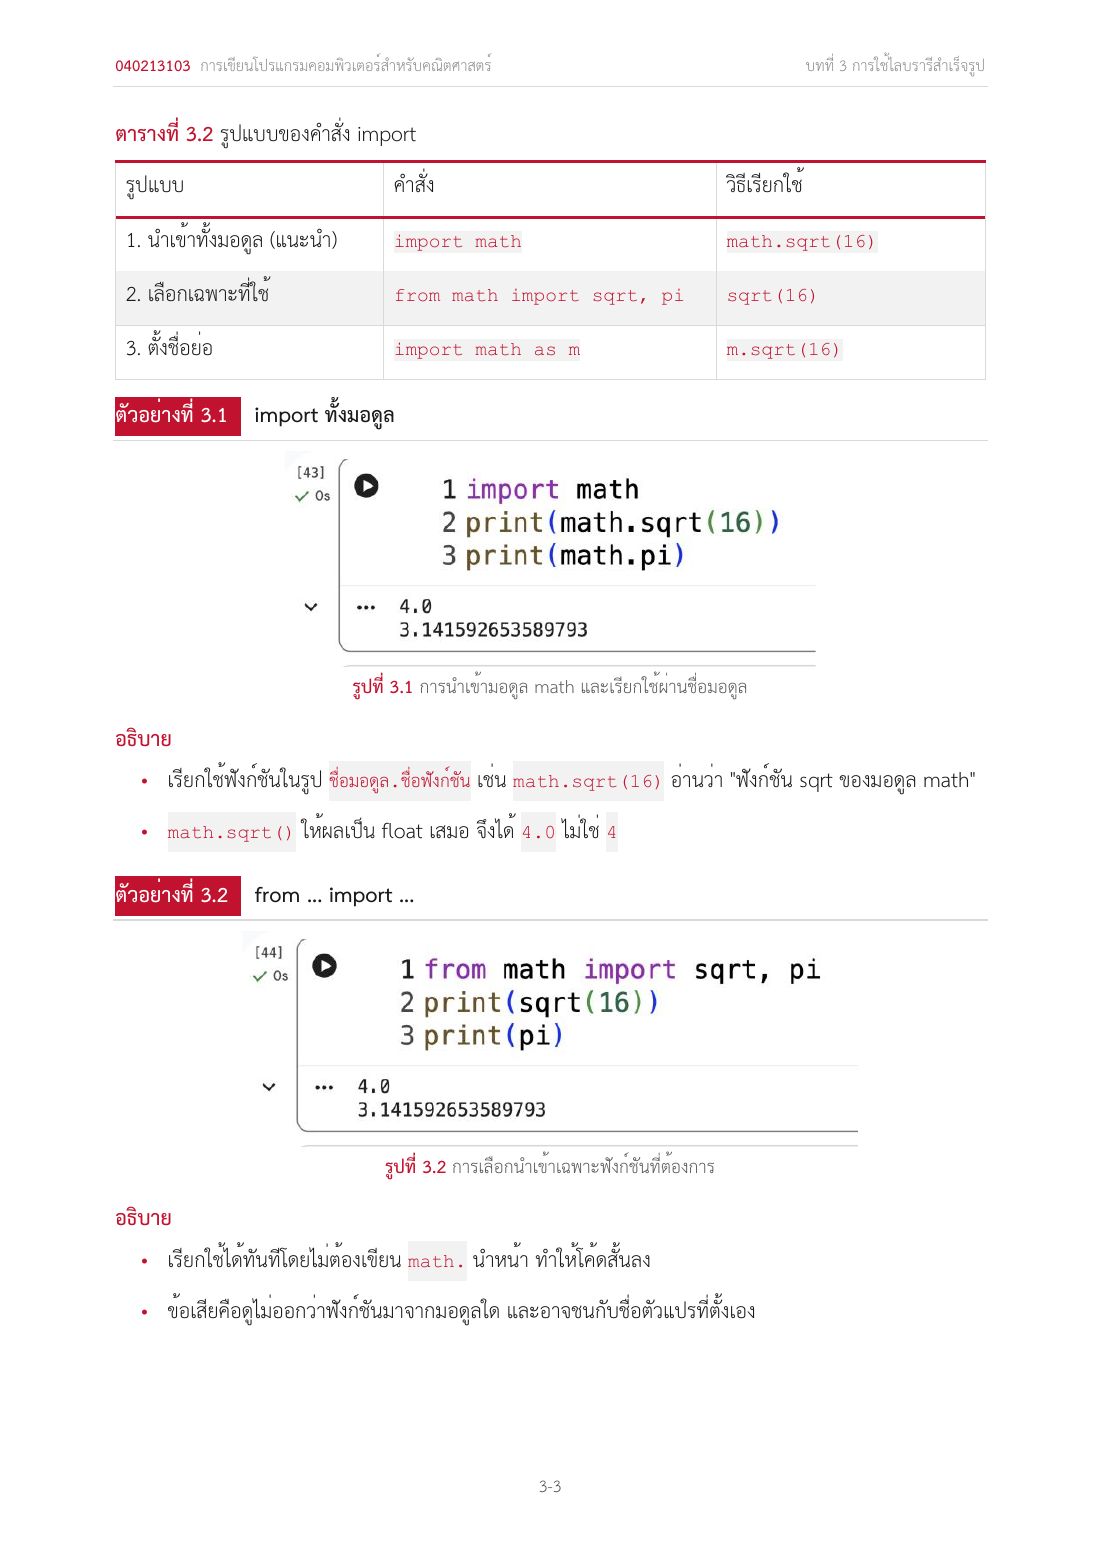 040213103 การเขียนโปรแกรมคอมพิวเตอร์สำหรับคณิตศาสตร์ บทที่ 3 การใช้ไลบรารีสำเร็จรูป
ตารางที่ 3.2 รูปแบบของคำสั่ง import
รูปแบบ คำสั่ง วิธีเรียกใช้
1. นำเข้าทั้งมอดูล (แนะนำ) import math math.sqrt(16)
2. เลือกเฉพาะที่ใช้ from math import sqrt, pi sqrt(16)
3. ตั้งชื่อย่อ import math as m m.sqrt(16)
ตัวอย่างที่ 3.1 import ทั้งมอดูล
[43]
0s
1 import math
2 print(math.sqrt(16))
3 print(math.pi)
4.0
3.141592653589793
รูปที่ 3.1 การนำเข้ามอดูล math และเรียกใช้ผ่านชื่อมอดูล
อธิบาย
• เรียกใช้ฟังก์ชันในรูป ชื่อมอดูล.ชื่อฟังก์ชัน เช่น math.sqrt(16) อ่านว่า "ฟังก์ชัน sqrt ของมอดูล math"
• math.sqrt() ให้ผลเป็น float เสมอ จึงได้ 4.0 ไม่ใช่ 4
ตัวอย่างที่ 3.2 from ... import ...
[44]
0s
1 from math import sqrt, pi
2 print(sqrt(16))
3 print(pi)
4.0
3.141592653589793
รูปที่ 3.2 การเลือกนำเข้าเฉพาะฟังก์ชันที่ต้องการ
อธิบาย
• เรียกใช้ได้ทันทีโดยไม่ต้องเขียน math. นำหน้า ทำให้โค้ดสั้นลง
• ข้อเสียคือดูไม่ออกว่าฟังก์ชันมาจากมอดูลใด และอาจชนกับชื่อตัวแปรที่ตั้งเอง
3-3